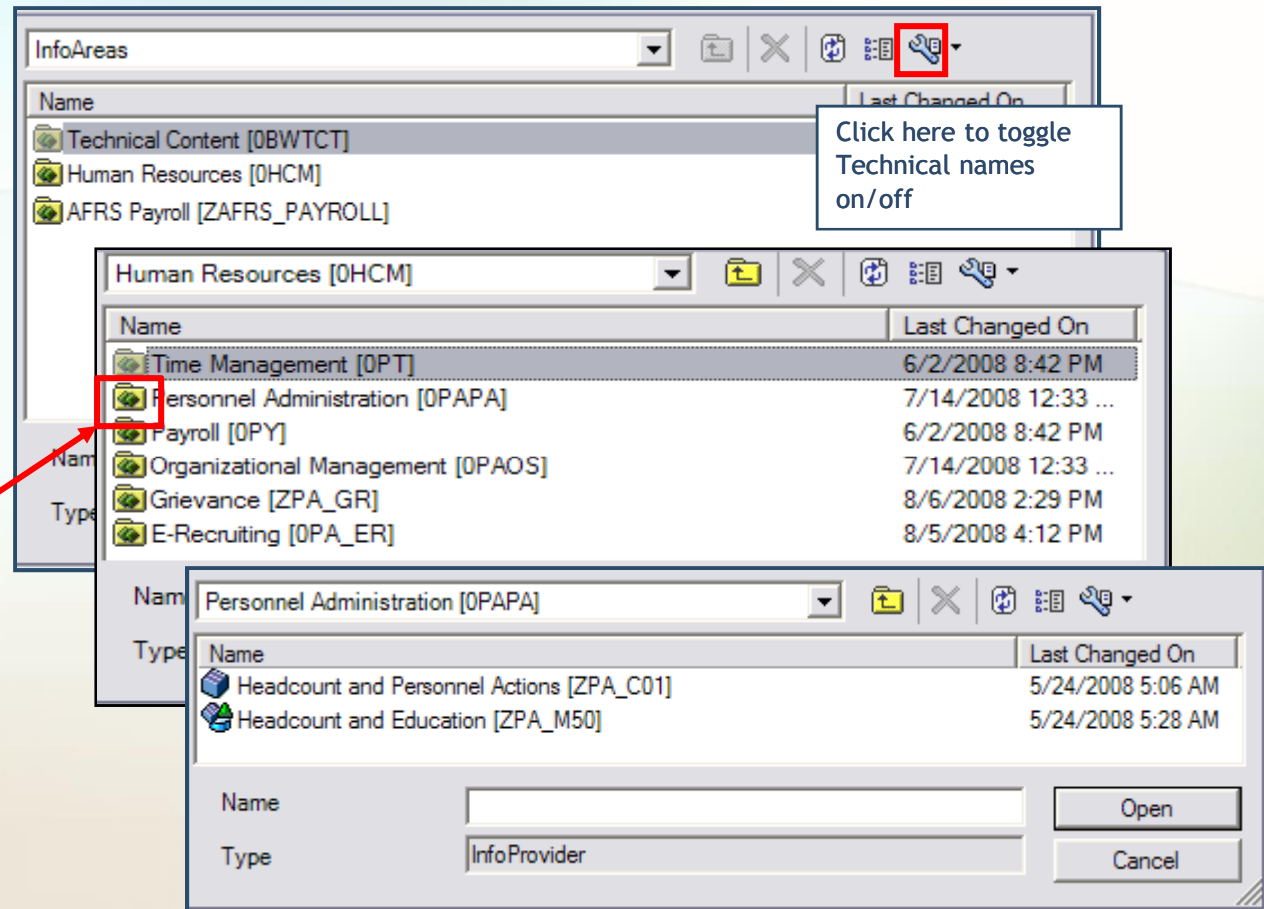 InfoAreas
Name Last Changed On
Technical Content [0BWTCT]
Human Resources [0HCM]
AFRS Payroll [ZAFRS_PAYROLL]
Click here to toggle
Technical names
on/off
Human Resources [0HCM]
Name Last Changed On
Time Management [0PT] 6/2/2008 8:42 PM
Personnel Administration [0PAPA] 7/14/2008 12:33 ...
Payroll [0PY] 6/2/2008 8:42 PM
Organizational Management [0PAOS] 7/14/2008 12:33 ...
Grievance [ZPA_GR] 8/6/2008 2:29 PM
E-Recruiting [0PA_ER] 8/5/2008 4:12 PM
Nam
Type
Nam
Type
Personnel Administration [0PAPA]
Name Last Changed On
Headcount and Personnel Actions [ZPA_C01] 5/24/2008 5:06 AM
Headcount and Education [ZPA_M50] 5/24/2008 5:28 AM
Name Open
Type InfoProvider Cancel